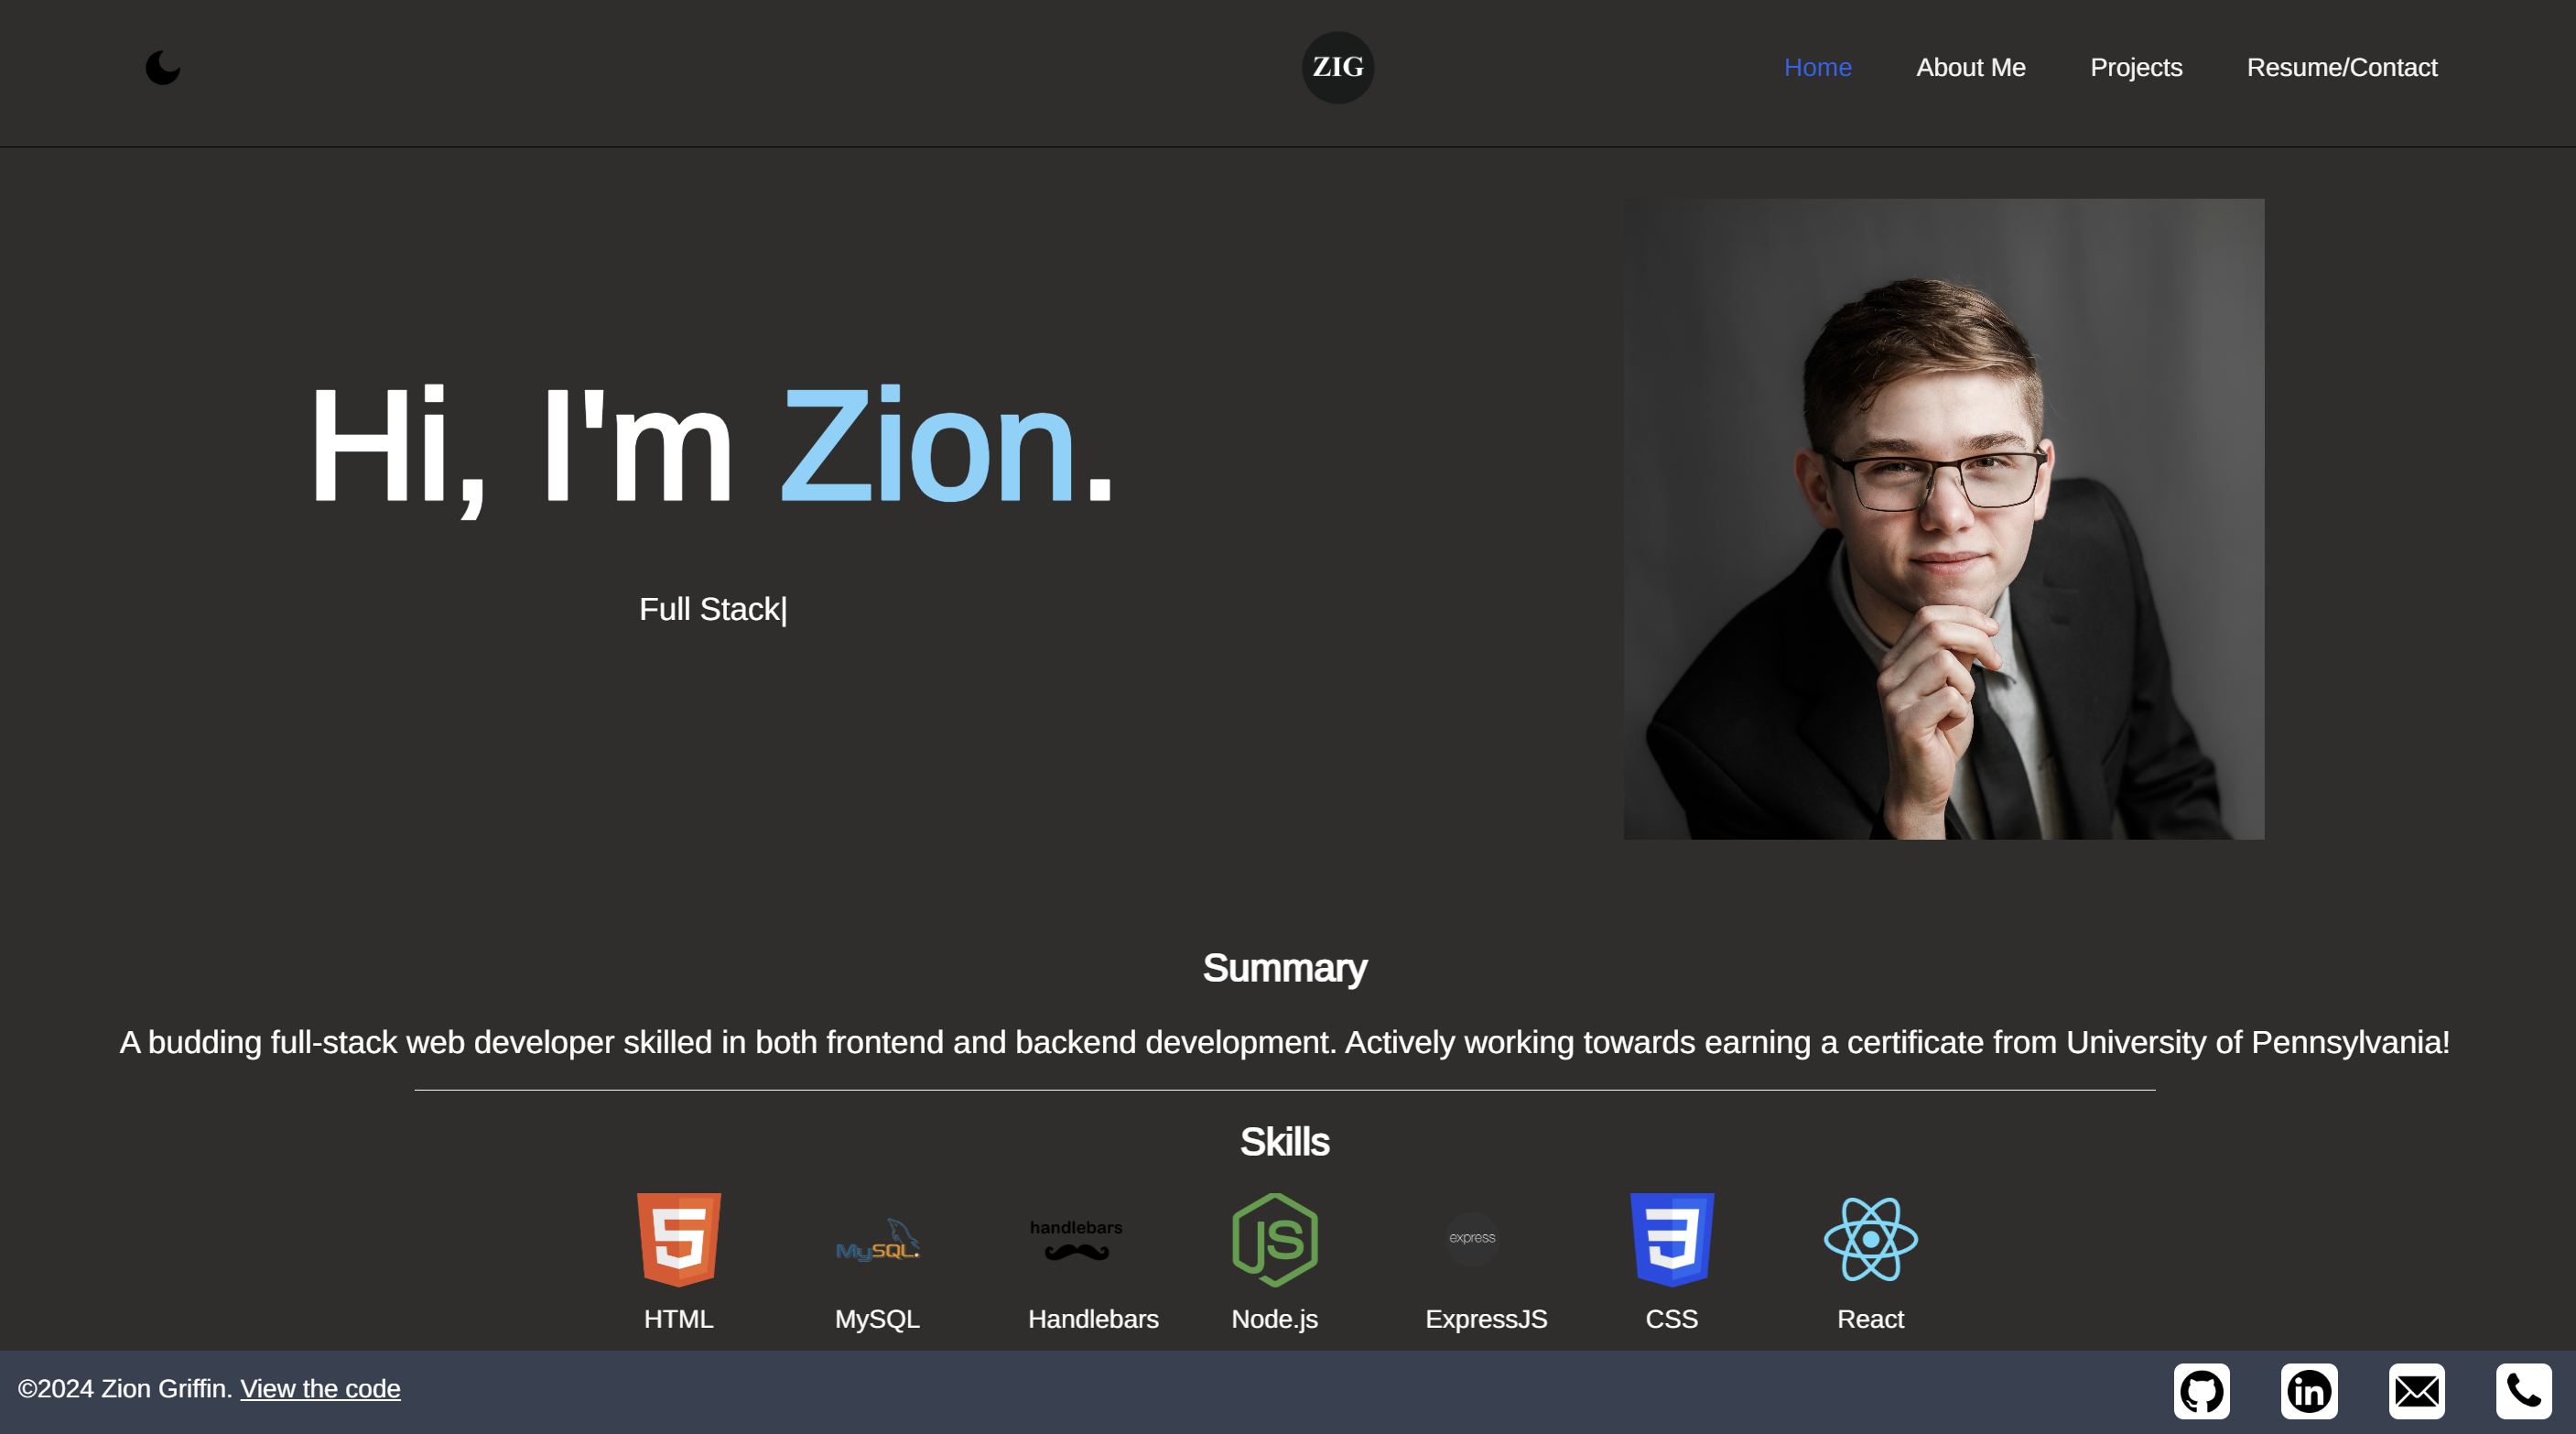 ZIG
Home About Me Projects Resume/Contact
Hi, I'm Zion.
Full Stack|
Summary
A budding full-stack web developer skilled in both frontend and backend development. Actively working towards earning a certificate from University of Pennsylvania!
Skills
5 MySQL. handlebars JS express 3
HTML MySQL Handlebars Node.js ExpressJS CSS React
©2024 Zion Griffin. View the code
in